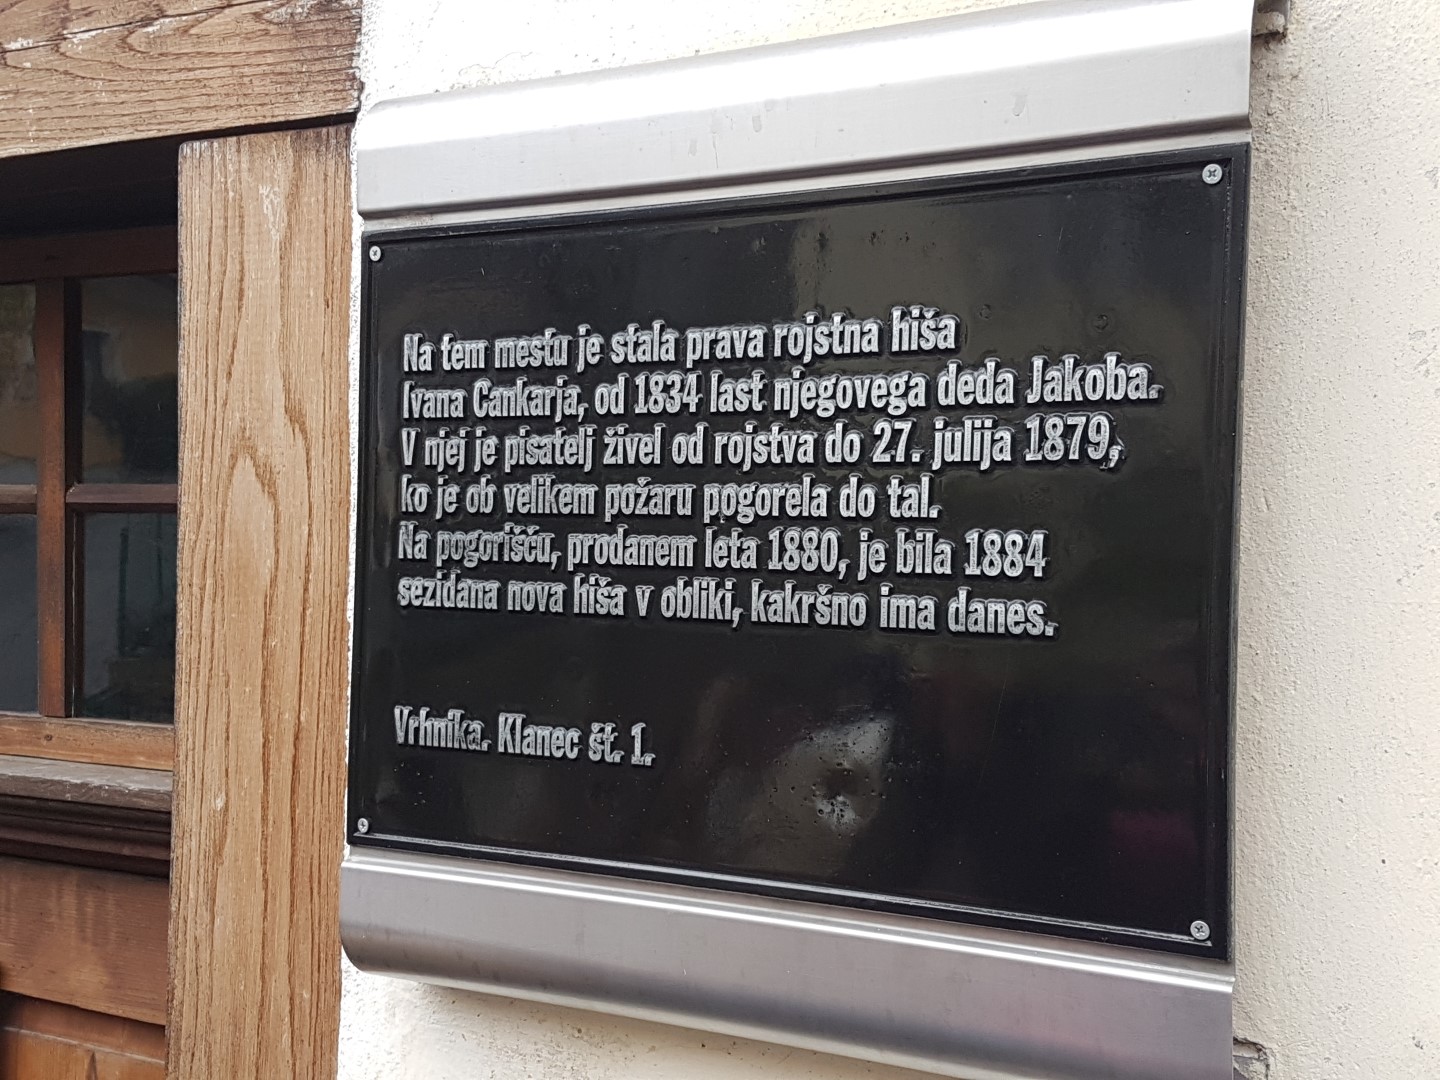 Na tem mestu je stala prava rojstna hiša
Ivana Cankarja, od 1834 last njegovega deda Jakoba.
V njej je pisatelj živel od rojstva do 27. julija 1879,
ko je ob velikem požaru pogorela do tal.
Na pogorišču, prodanem leta 1880, je bila 1884
sezidana nova hiša v obliki, kakršno ima danes.
Vrhnika. Klanec št. 1.